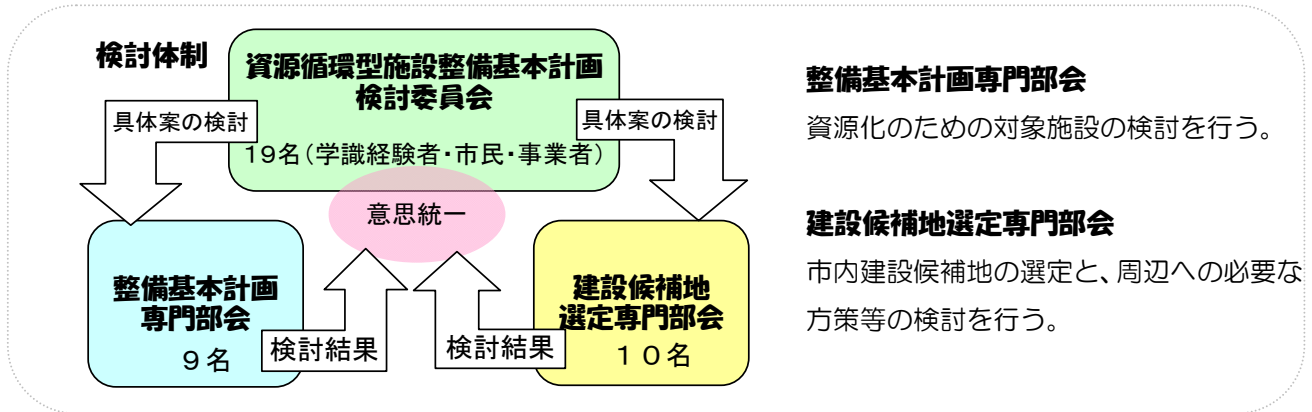 検討体制
資源循環型施設整備基本計画
検討委員会
19名(学識経験者・市民・事業者)
具体案の検討
具体案の検討
意思統一
整備基本計画
専門部会
9名
検討結果
検討結果
建設候補地
選定専門部会
10名
整備基本計画専門部会
資源化のための対象施設の検討を行う。
建設候補地選定専門部会
市内建設候補地の選定と、周辺への必要な
方策等の検討を行う。